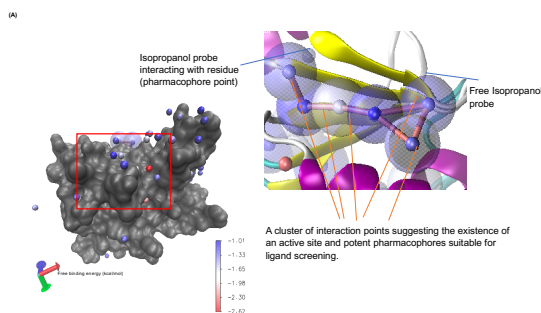 (A)
Isopropanol probe
interacting with residue
(pharmacophore point)
Free Isopropanol
probe
A cluster of interaction points suggesting the existence of
an active site and potent pharmacophores suitable for
ligand screening.
Free binding energy (kcal/mol)
-1.01
-1.33
-1.65
-1.98
-2.30
-2.62